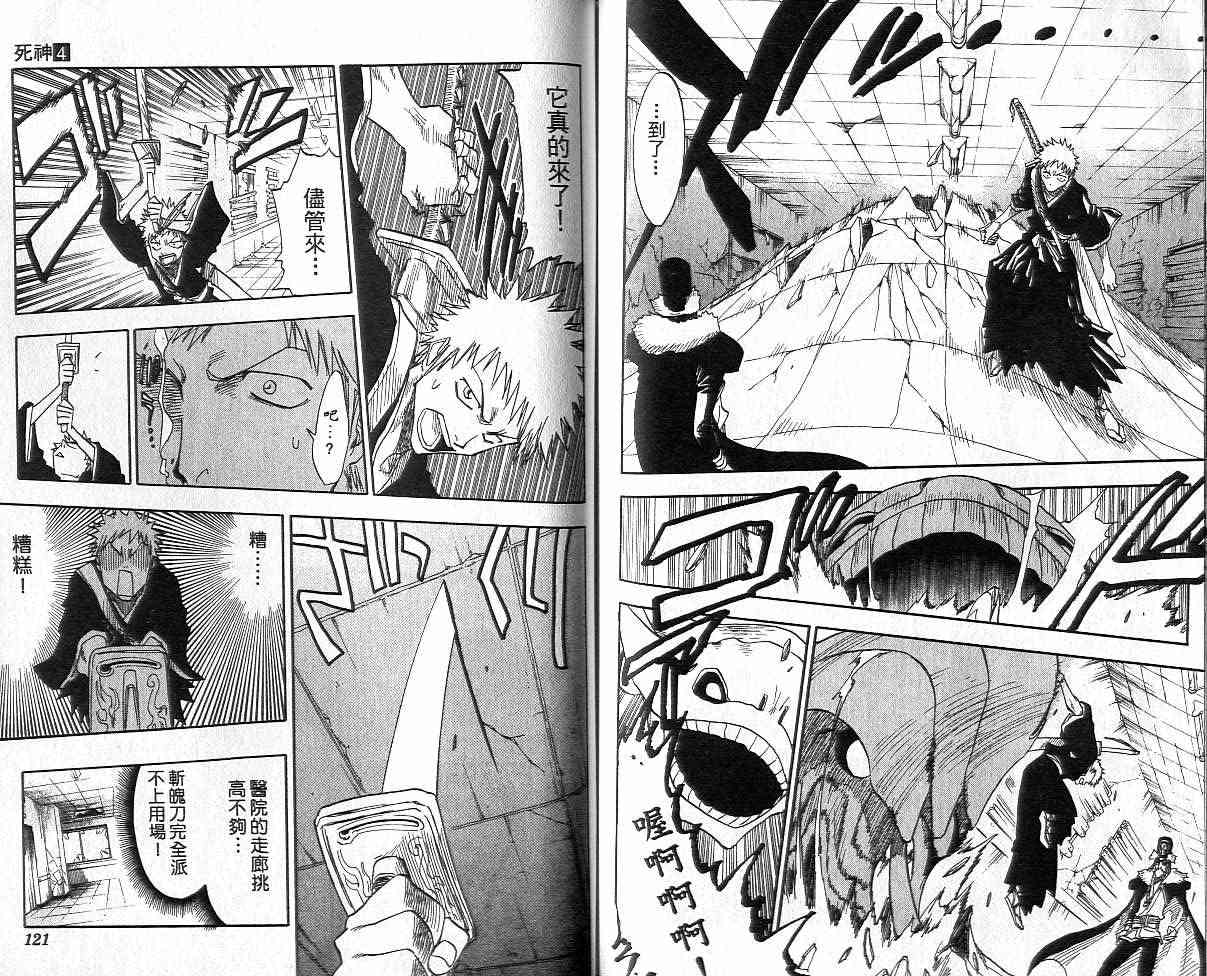 死神4
…到了…
喔啊啊啊啊！
它真的來了！
儘管來…
吧…？
糟……
糟糕！
醫院的走廊挑
高不夠…
斬魄刀完全派
不上用場！
121